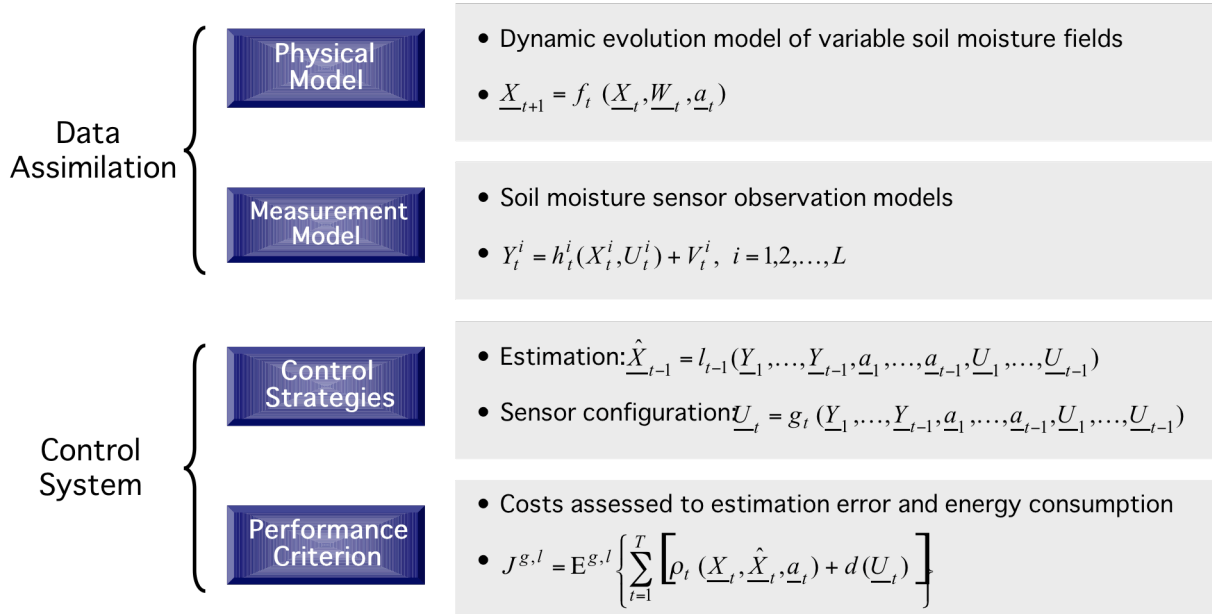 Data
Assimilation
Physical
Model
• Dynamic evolution model of variable soil moisture fields
• X_{t+1} = f_t (X_t, W_t, a_t)
Measurement
Model
• Soil moisture sensor observation models
• Y_t^i = h_t^i(X_t^i, U_t^i) + V_t^i, i = 1,2,…,L
Control
System
Control
Strategies
• Estimation: X̂_{t−1} = l_{t−1}(Y_1,…,Y_{t−1}, a_1,…,a_{t−1}, U_1,…,U_{t−1})
• Sensor configuration: U_t = g_t (Y_1,…,Y_{t−1}, a_1,…,a_{t−1}, U_1,…,U_{t−1})
Performance
Criterion
• Costs assessed to estimation error and energy consumption
• J^{g,l} = E^{g,l} { ∑_{t=1}^{T} [ρ_t (X_t, X̂_t, a_t) + d(U_t)] }